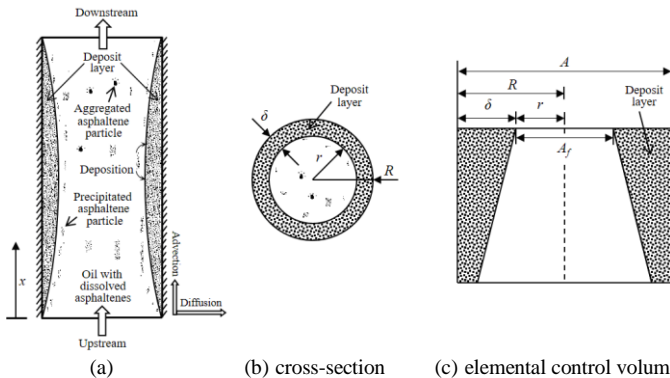 Downstream
Deposit
layer
Aggregated
asphaltene
particle
Deposition
Precipitated
asphaltene
particle
x
Oil with
dissolved
asphaltenes
Upstream
Advection
Diffusion
(a)
Deposit
layer
δ
r
R
(b) cross-section
A
R
δ
r
Deposit
layer
A_f
(c) elemental control volum